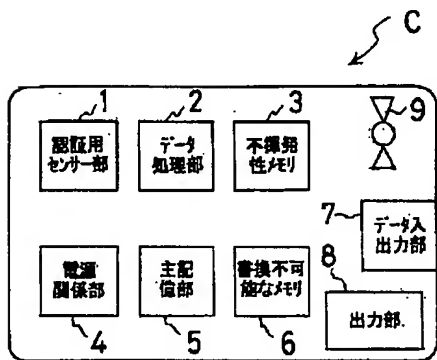 C
1
2
3
9
認証用
センサー部
データ
処理部
不揮発
性メモリ
7
データ入
出力部
8
電源
関係部
主記
憶部
書換不可
能なメモリ
出力部
4
5
6